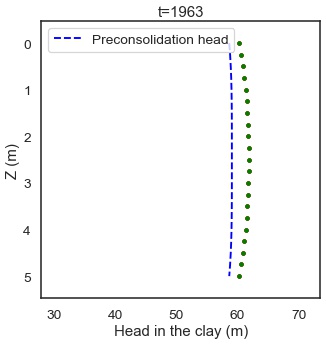 t=1963
Preconsolidation head
Z (m)
0
1
2
3
4
5
30 40 50 60 70
Head in the clay (m)